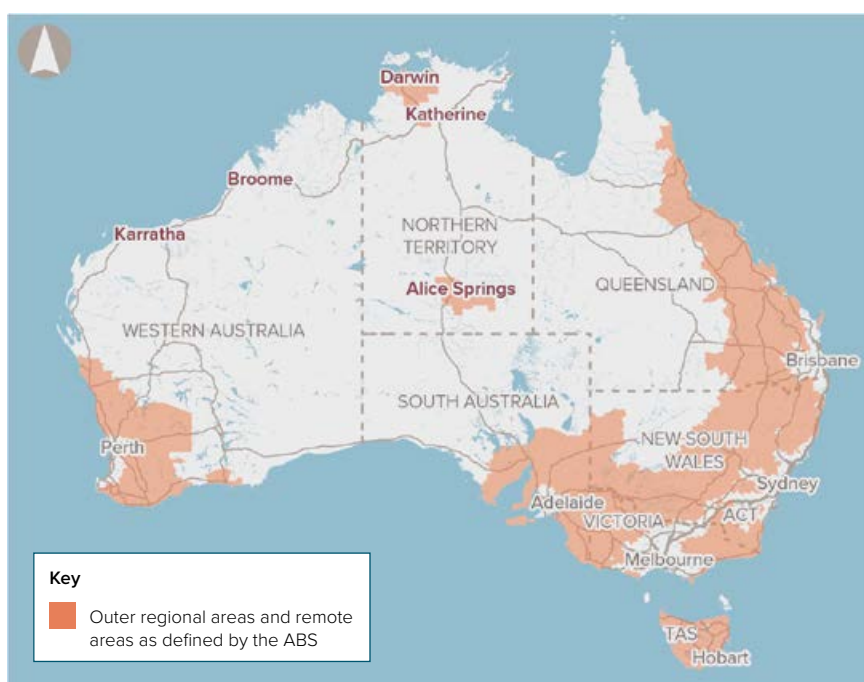 Darwin
Katherine
Broome
NORTHERN
TERRITORY
Karratha
Alice Springs
QUEENSLAND
WESTERN AUSTRALIA
Brisbane
SOUTH AUSTRALIA
NEW SOUTH
WALES
Perth
Sydney
Adelaide
ACT
VICTORIA
Melbourne
Key
Outer regional areas and remote
areas as defined by the ABS
TAS
Hobart